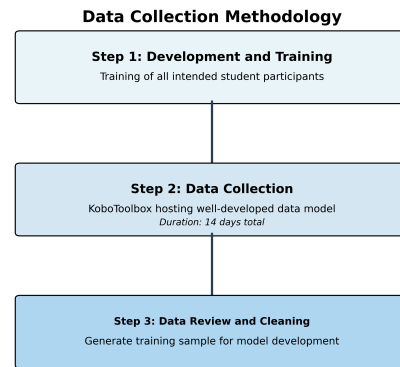 Data Collection Methodology
Step 1: Development and Training
Training of all intended student participants
Step 2: Data Collection
KoboToolbox hosting well-developed data model
Duration: 14 days total
Step 3: Data Review and Cleaning
Generate training sample for model development